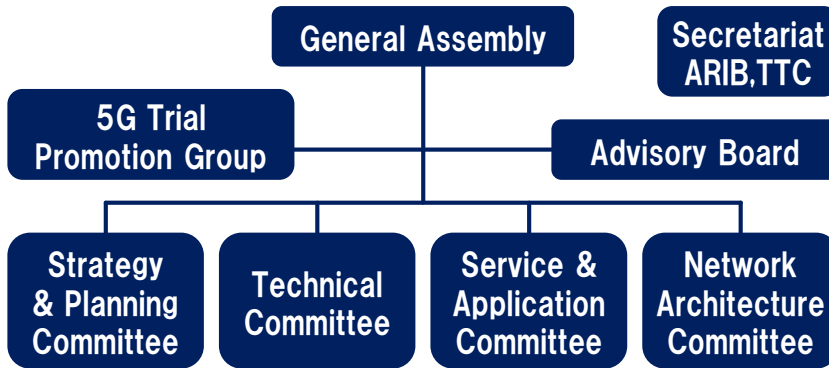 General Assembly
Secretariat
ARIB,TTC
5G Trial
Promotion Group
Advisory Board
Strategy
& Planning
Committee
Technical
Committee
Service &
Application
Committee
Network
Architecture
Committee